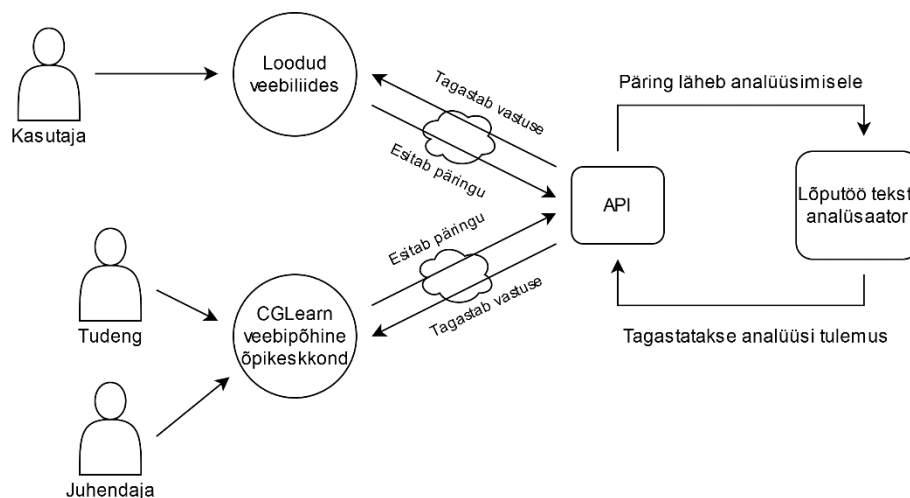 Kasutaja
Loodud
veebiliides
Tagastab vastuse
Esitab päringu
Päring läheb analüüsimisele
API
Lõputöö teksti
analüsaator
Tagastatakse analüüsi tulemus
Tudeng
Juhendaja
CGLearn
veebipõhine
õpikeskkond
Esitab päringu
Tagastab vastuse